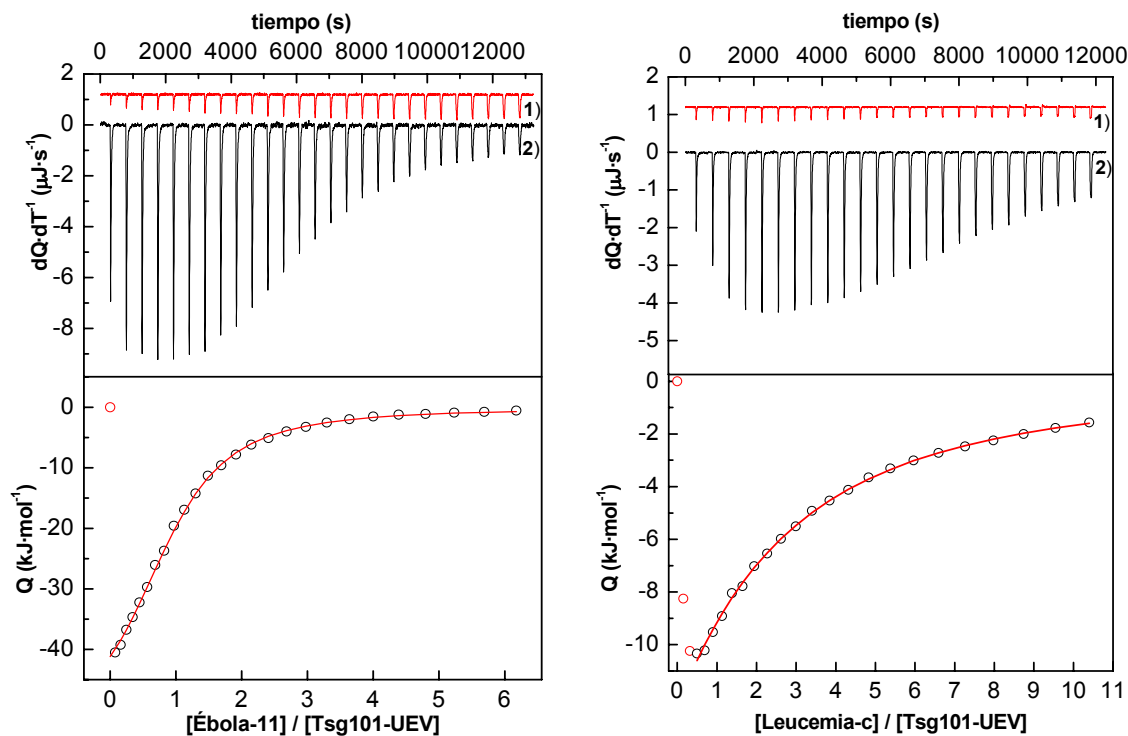 tiempo (s)
0 2000 4000 6000 8000 10000 12000
2
0
-2
-4
-6
-8
dQ·dT⁻¹ (µJ·s⁻¹)
1)
2)
0
-10
-20
-30
-40
Q (kJ·mol⁻¹)
0 1 2 3 4 5 6
[Ébola-11] / [Tsg101-UEV]
tiempo (s)
0 2000 4000 6000 8000 10000 12000
2
1
0
-1
-2
-3
-4
-5
dQ·dT⁻¹ (µJ·s⁻¹)
1)
2)
0
-2
-4
-6
-8
-10
Q (kJ·mol⁻¹)
0 1 2 3 4 5 6 7 8 9 10 11
[Leucemia-c] / [Tsg101-UEV]